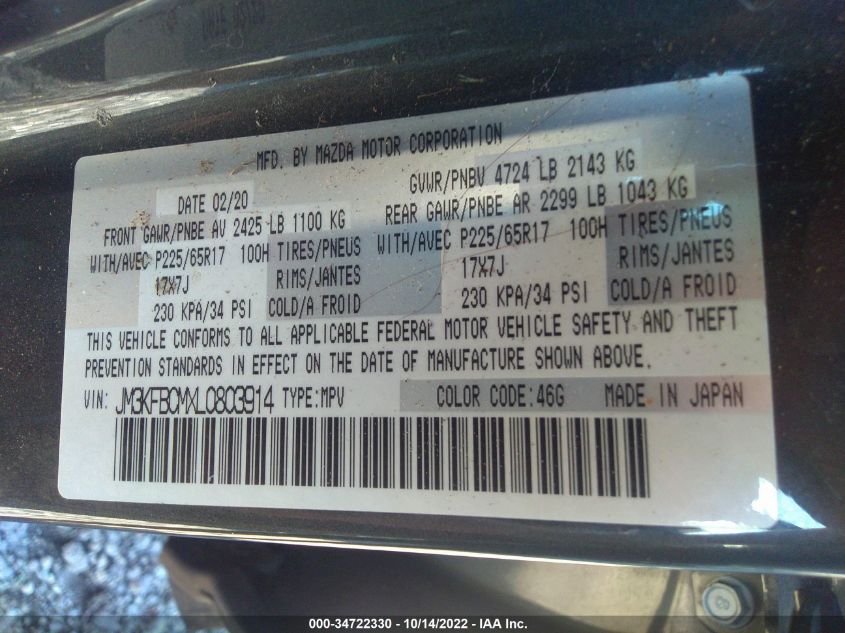 MFD. BY MAZDA MOTOR CORPORATION
DATE 02/20
GVWR/PNBV 4724 LB 2143 KG
FRONT GAWR/PNBE AV 2425 LB 1100 KG
REAR GAWR/PNBE AR 2299 LB 1043 KG
WITH/AVEC P225/65R17 100H TIRES/PNEUS
WITH/AVEC P225/65R17 100H TIRES/PNEUS
17X7J RIMS/JANTES
17X7J RIMS/JANTES
230 KPA/34 PSI COLD/A FROID
230 KPA/34 PSI COLD/A FROID
THIS VEHICLE CONFORMS TO ALL APPLICABLE FEDERAL MOTOR VEHICLE SAFETY AND THEFT
PREVENTION STANDARDS IN EFFECT ON THE DATE OF MANUFACTURE SHOWN ABOVE.
VIN: JM3KFBCMXL0803914 TYPE:MPV COLOR CODE:46G MADE IN JAPAN
000-34722330 - 10/14/2022 - IAA Inc.